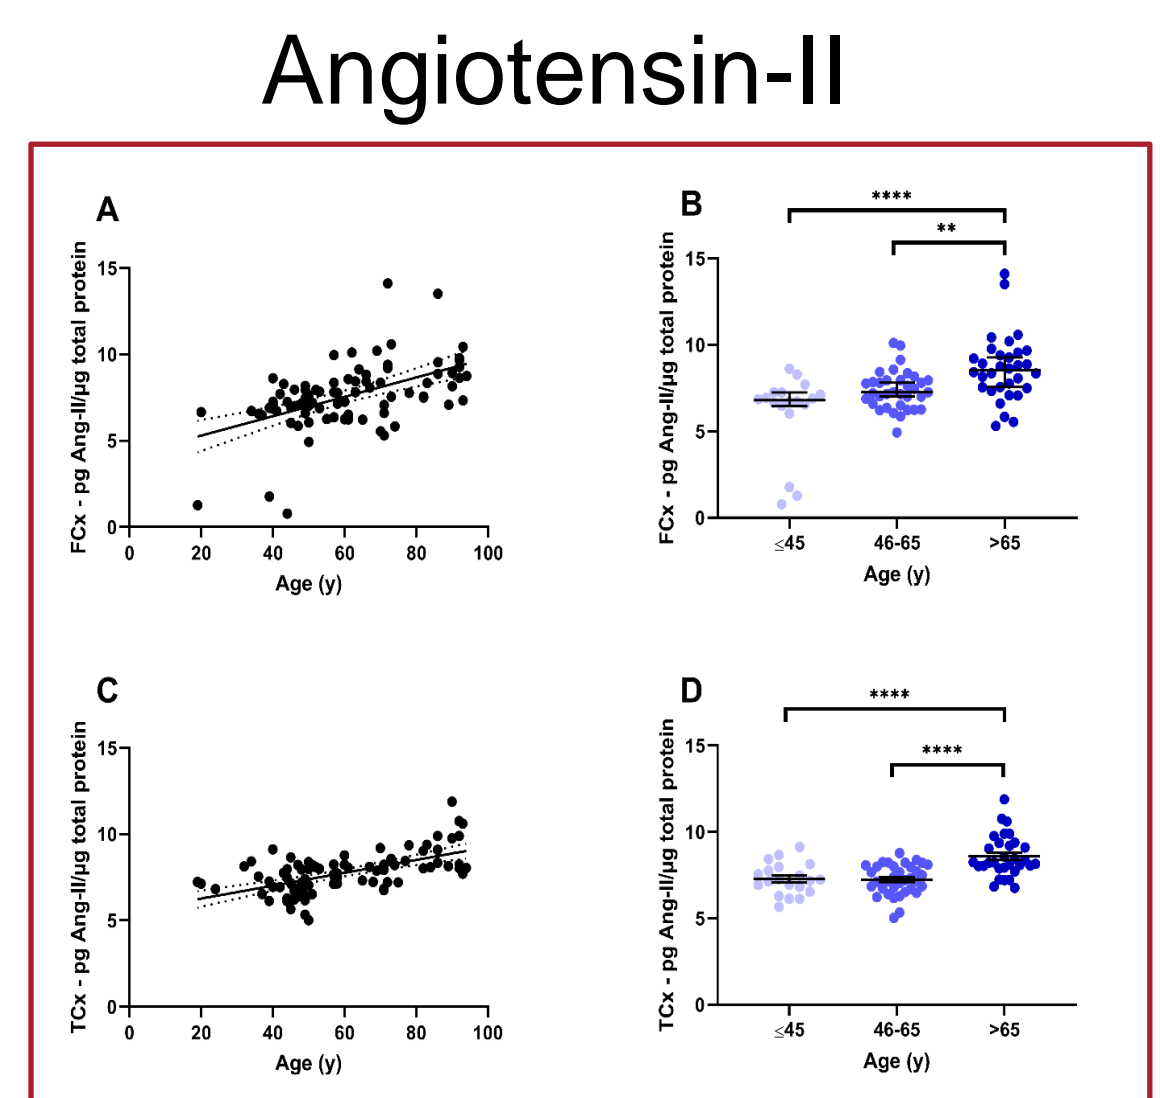 Angiotensin-II
A
FCx - pg Ang-II/µg total protein
15
10
5
0
0 20 40 60 80 100
Age (y)
B
****
**
FCx - pg Ang-II/µg total protein
15
10
5
0
≤45 46-65 >65
Age (y)
C
TCx - pg Ang-II/µg total protein
15
10
5
0
0 20 40 60 80 100
Age (y)
D
****
****
TCx - pg Ang-II/µg total protein
15
10
5
0
≤45 46-65 >65
Age (y)